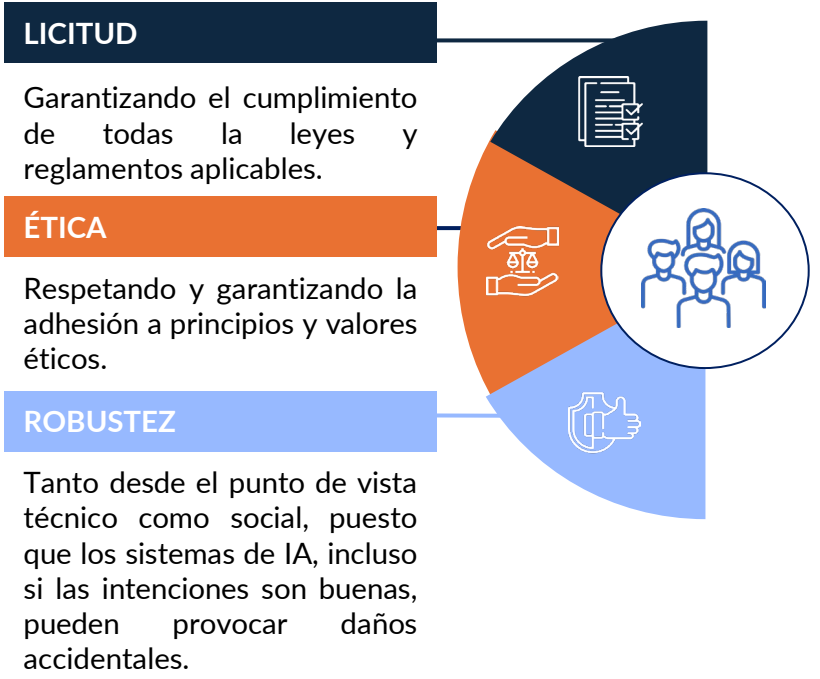 LICITUD
Garantizando el cumplimiento
de todas la leyes y
reglamentos aplicables.
ÉTICA
Respetando y garantizando la
adhesión a principios y valores
éticos.
ROBUSTEZ
Tanto desde el punto de vista
técnico como social, puesto
que los sistemas de IA, incluso
si las intenciones son buenas,
pueden provocar daños
accidentales.